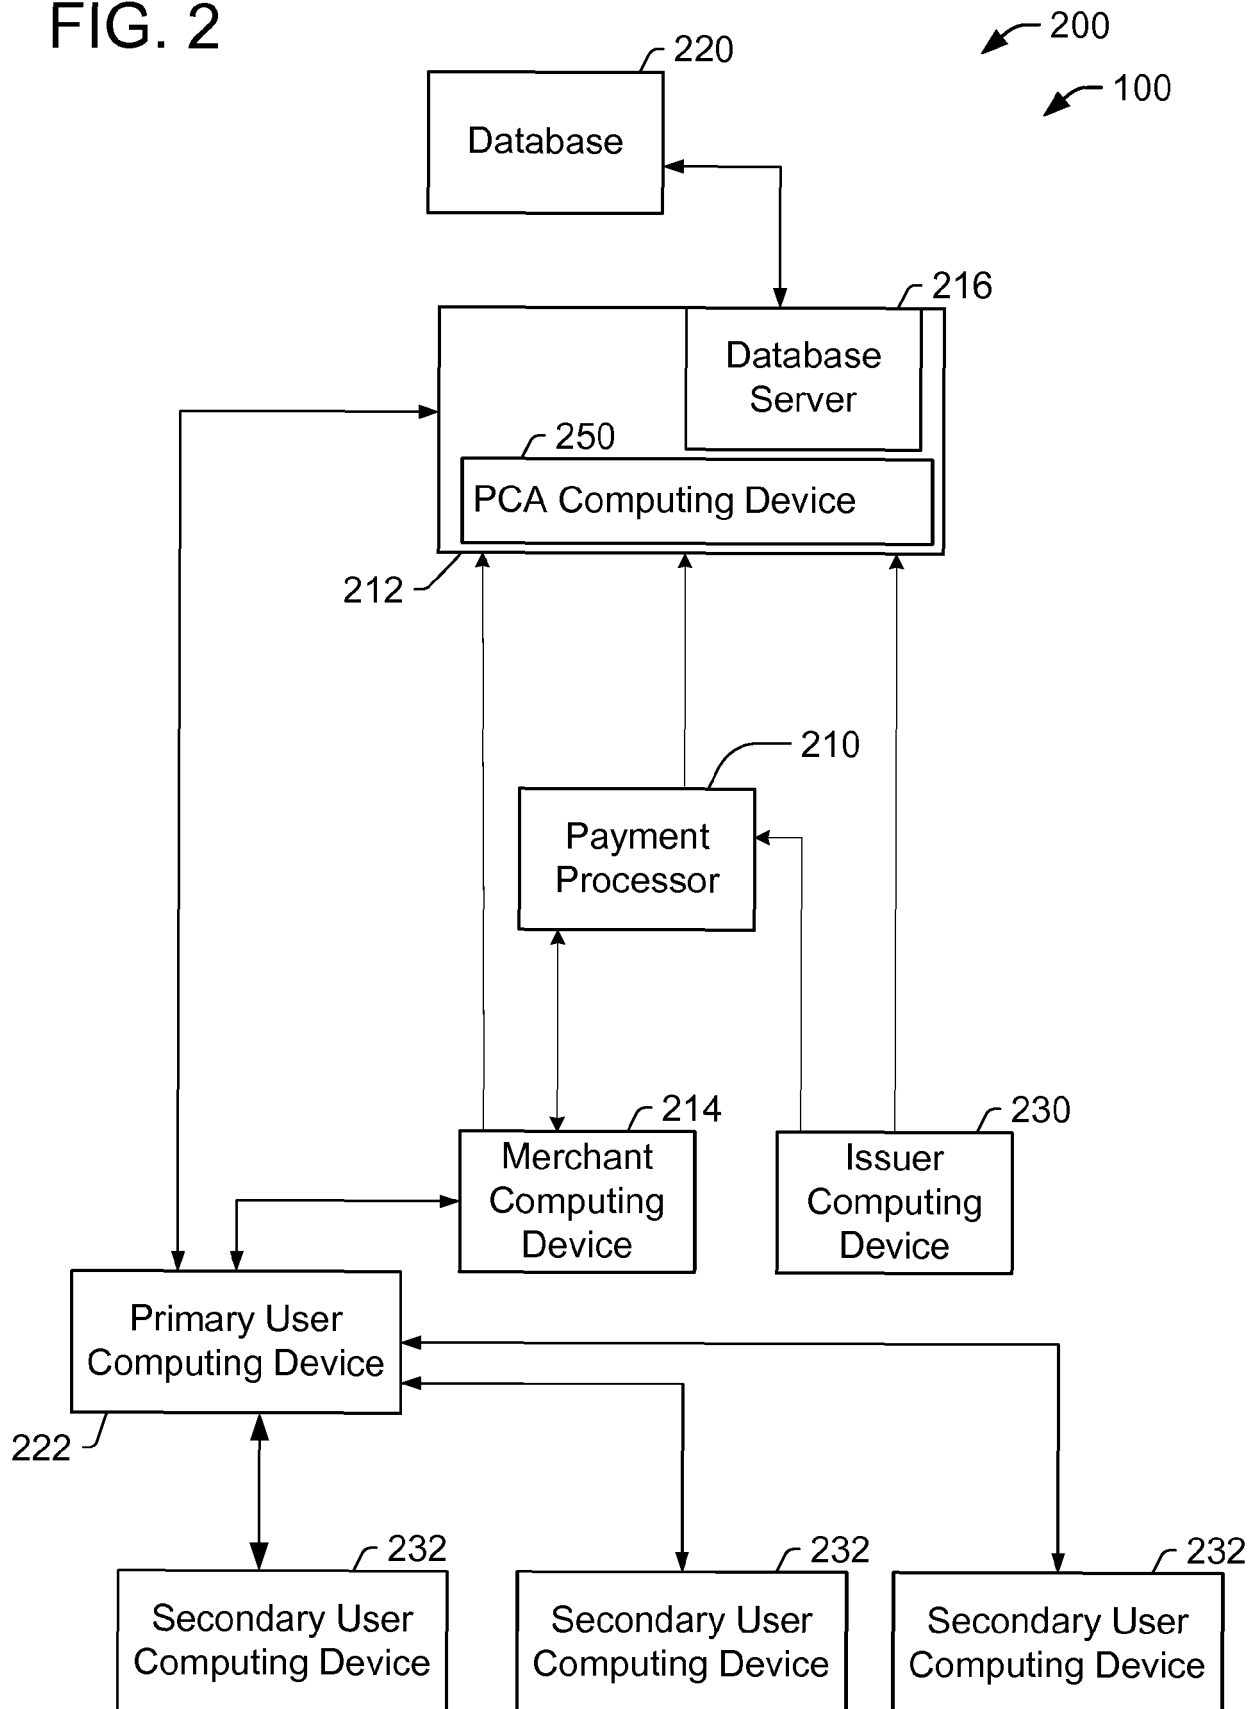 FIG. 2
200
100
220
Database
216
Database
Server
250
PCA Computing Device
212
210
Payment
Processor
214
Merchant
Computing
Device
230
Issuer
Computing
Device
Primary User
Computing Device
222
232
Secondary User
Computing Device
232
Secondary User
Computing Device
232
Secondary User
Computing Device